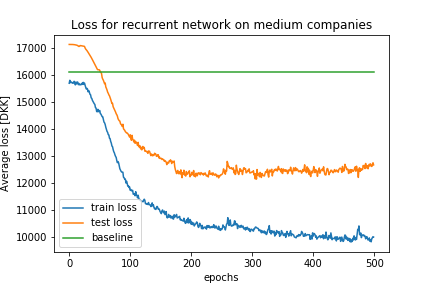 Loss for recurrent network on medium companies
17000
16000
15000
14000
13000
12000
11000
10000
Average loss [DKK]
train loss
test loss
baseline
0
100
200
300
400
500
epochs